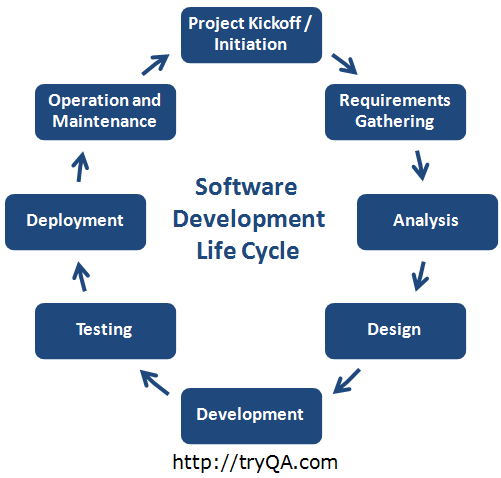 Project Kickoff /
Initiation
Requirements
Gathering
Analysis
Design
Development
Testing
Deployment
Operation and
Maintenance
Software
Development
Life Cycle
http://tryQA.com